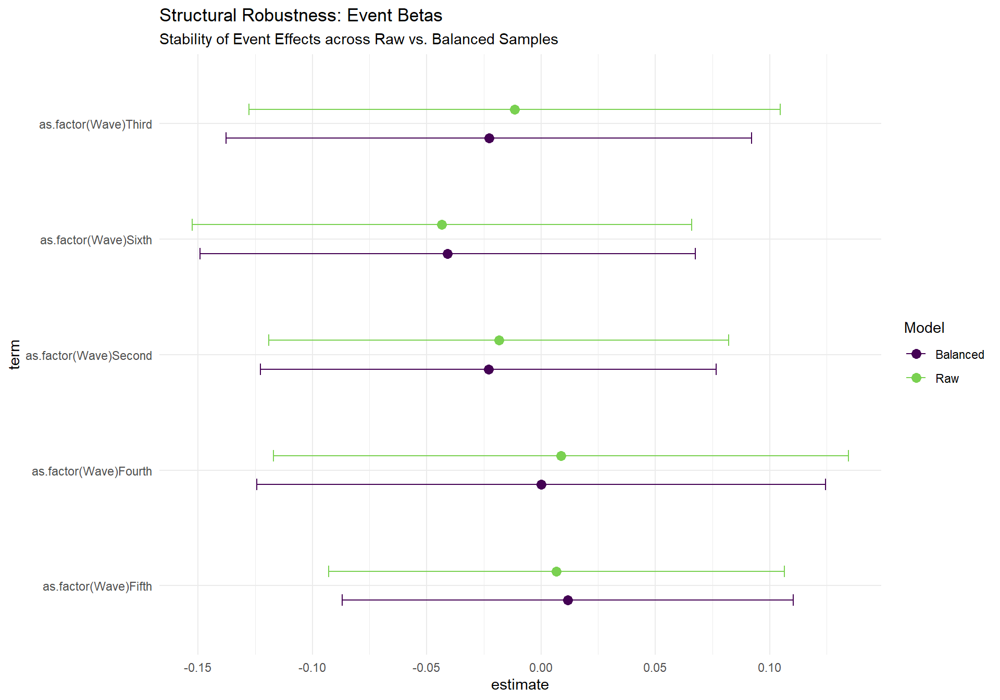 Structural Robustness: Event Betas
Stability of Event Effects across Raw vs. Balanced Samples
as.factor(Wave)Third
as.factor(Wave)Sixth
as.factor(Wave)Second
as.factor(Wave)Fourth
as.factor(Wave)Fifth
term
-0.15 -0.10 -0.05 0.00 0.05 0.10
estimate
Model
Balanced
Raw